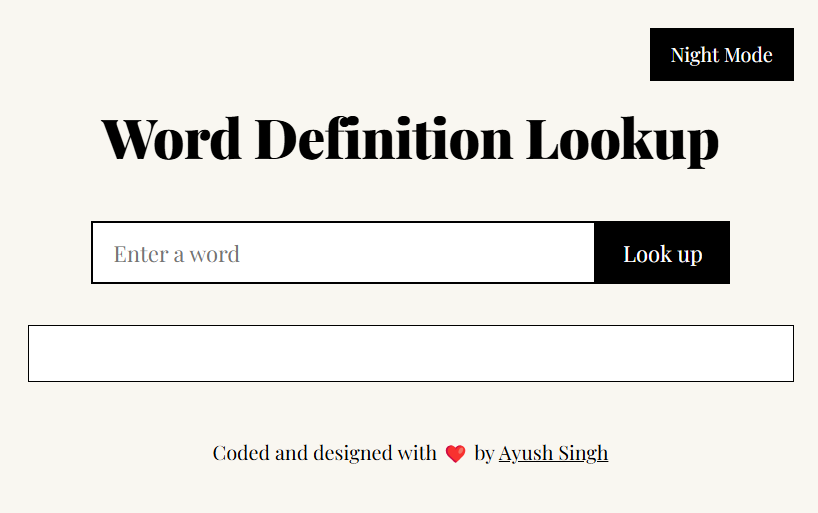 Night Mode
Word Definition Lookup
Enter a word
Look up
Coded and designed with ❤️ by Ayush Singh